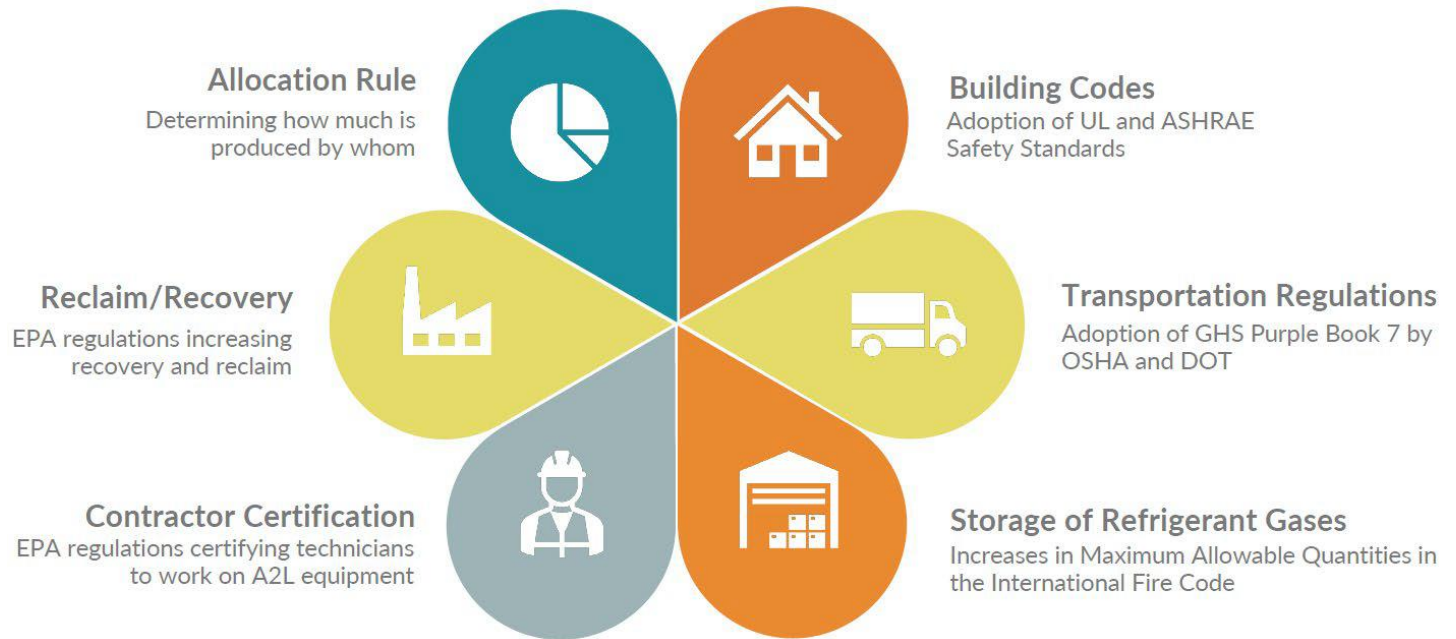 Allocation Rule
Determining how much is
produced by whom
Building Codes
Adoption of UL and ASHRAE
Safety Standards
Reclaim/Recovery
EPA regulations increasing
recovery and reclaim
Transportation Regulations
Adoption of GHS Purple Book 7 by
OSHA and DOT
Contractor Certification
EPA regulations certifying technicians
to work on A2L equipment
Storage of Refrigerant Gases
Increases in Maximum Allowable Quantities in
the International Fire Code